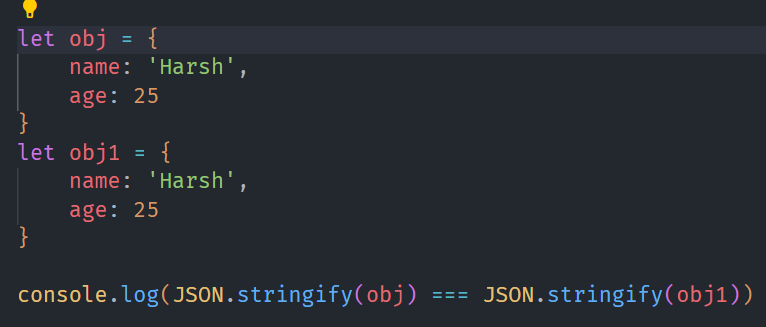 let obj = {
    name: 'Harsh',
    age: 25
}
let obj1 = {
    name: 'Harsh',
    age: 25
}

console.log(JSON.stringify(obj) === JSON.stringify(obj1))